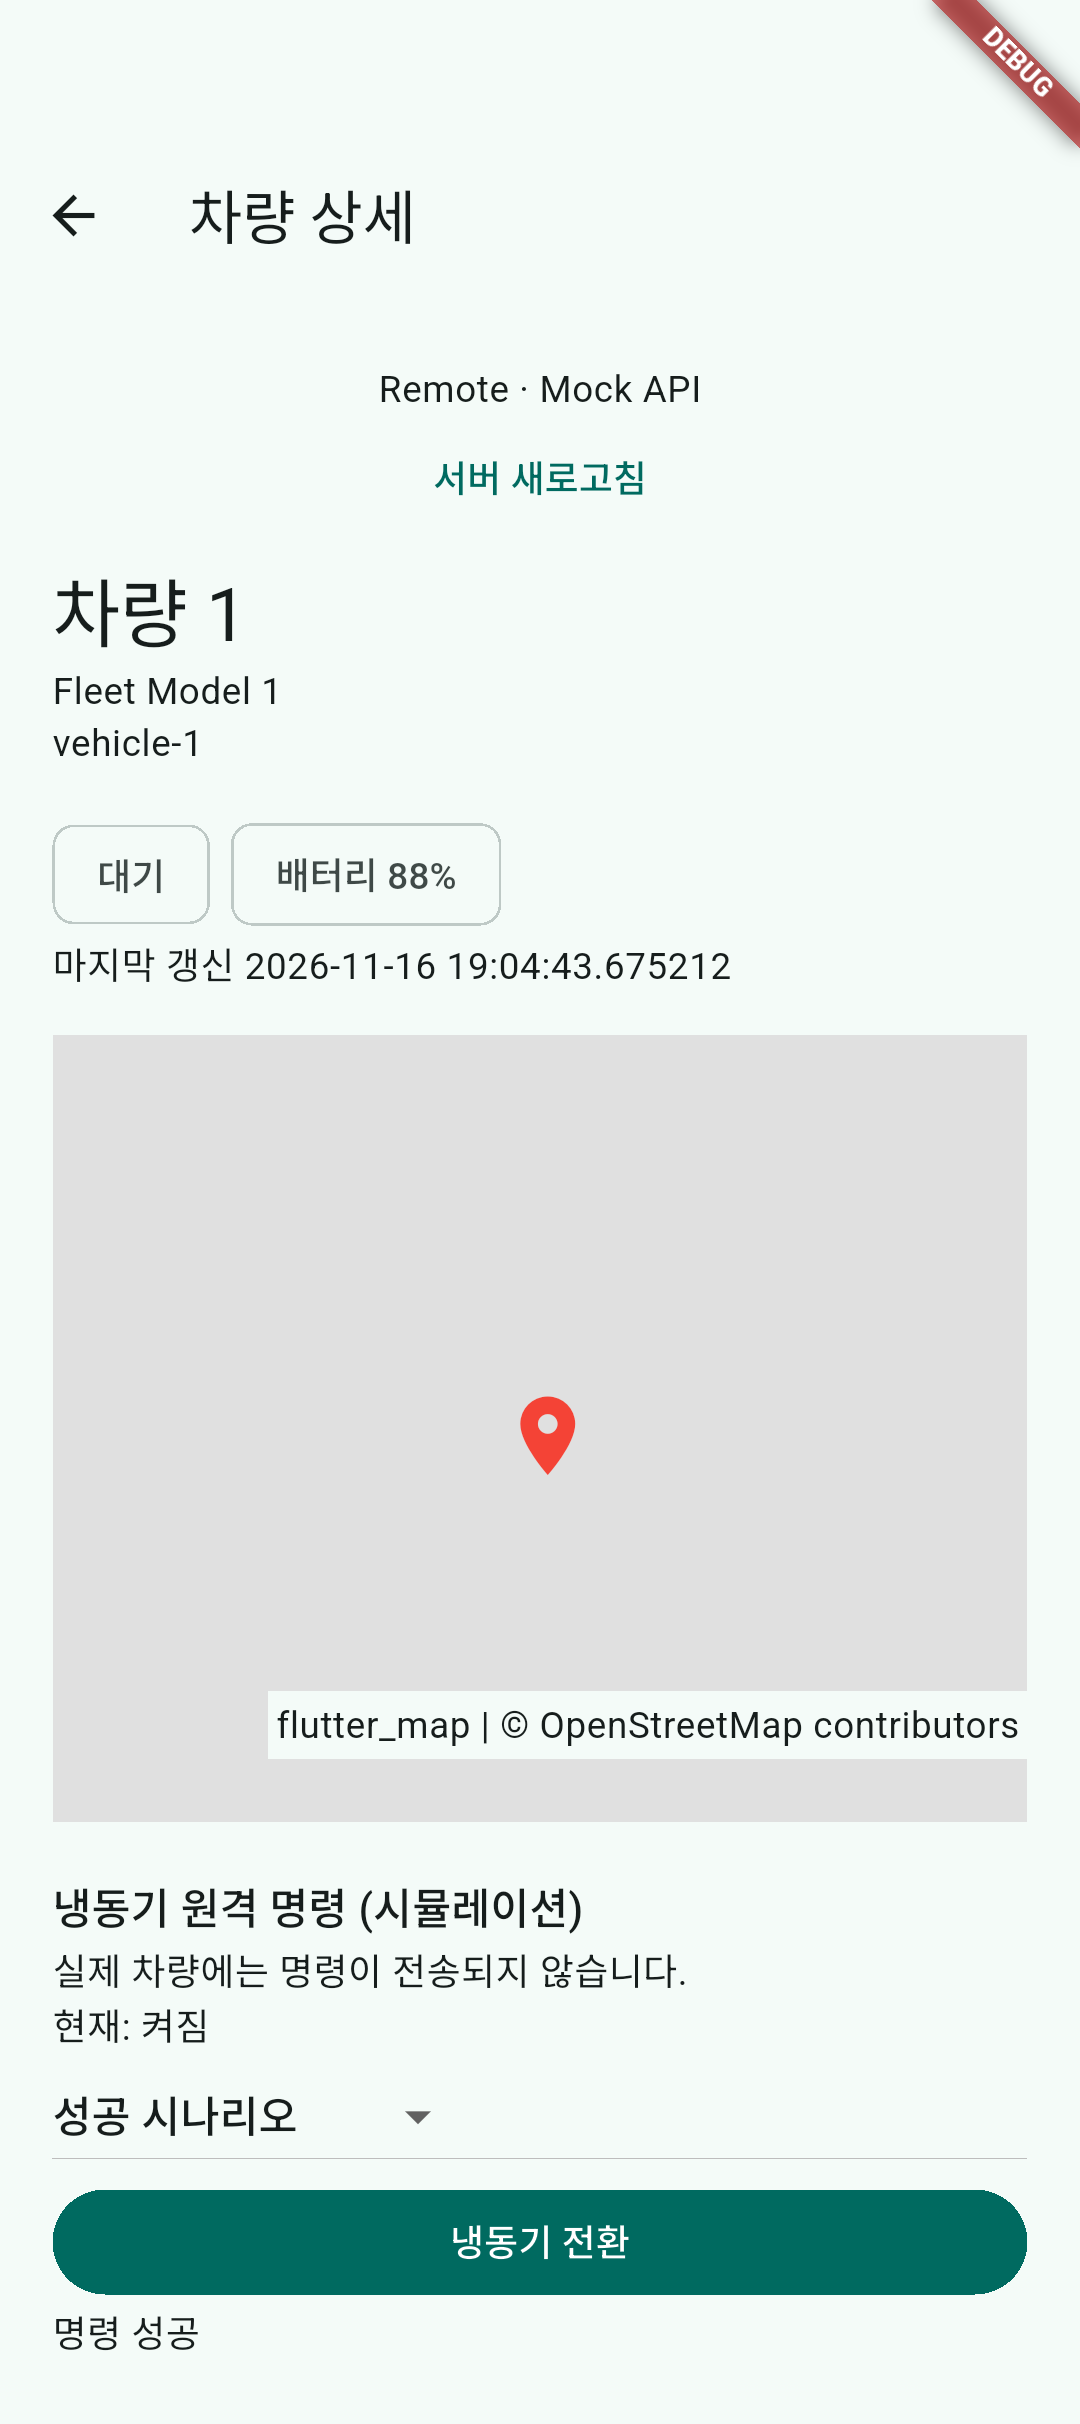 DEBUG
차량 상세
Remote · Mock API
서버 새로고침
차량 1
Fleet Model 1
vehicle-1
대기
배터리 88%
마지막 갱신 2026-11-16 19:04:43.675212
flutter_map | © OpenStreetMap contributors
냉동기 원격 명령 (시뮬레이션)
실제 차량에는 명령이 전송되지 않습니다.
현재: 켜짐
성공 시나리오
냉동기 전환
명령 성공